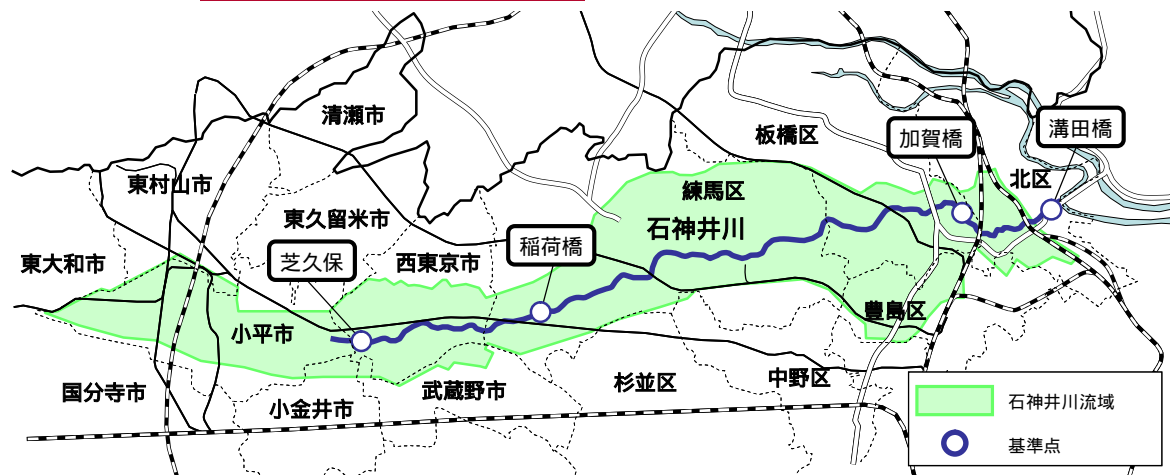 清瀬市
板橋区
加賀橋
溝田橋
東村山市
練馬区
北区
東久留米市
石神井川
稲荷橋
芝久保
西東京市
東大和市
豊島区
小平市
国分寺市
小金井市
武蔵野市
杉並区
中野区
石神井川流域
基準点